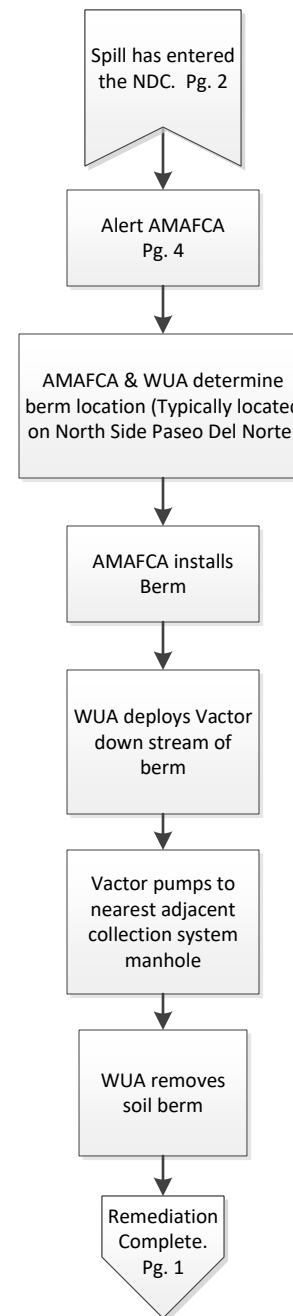 Spill has entered
the NDC.  Pg. 2
Alert AMAFCA
Pg. 4
AMAFCA & WUA determine
berm location (Typically located
on North Side Paseo Del Norte
AMAFCA installs
Berm
WUA deploys Vactor
down stream of
berm
Vactor pumps to
nearest adjacent
collection system
manhole
WUA removes
soil berm
Remediation
Complete.
Pg. 1